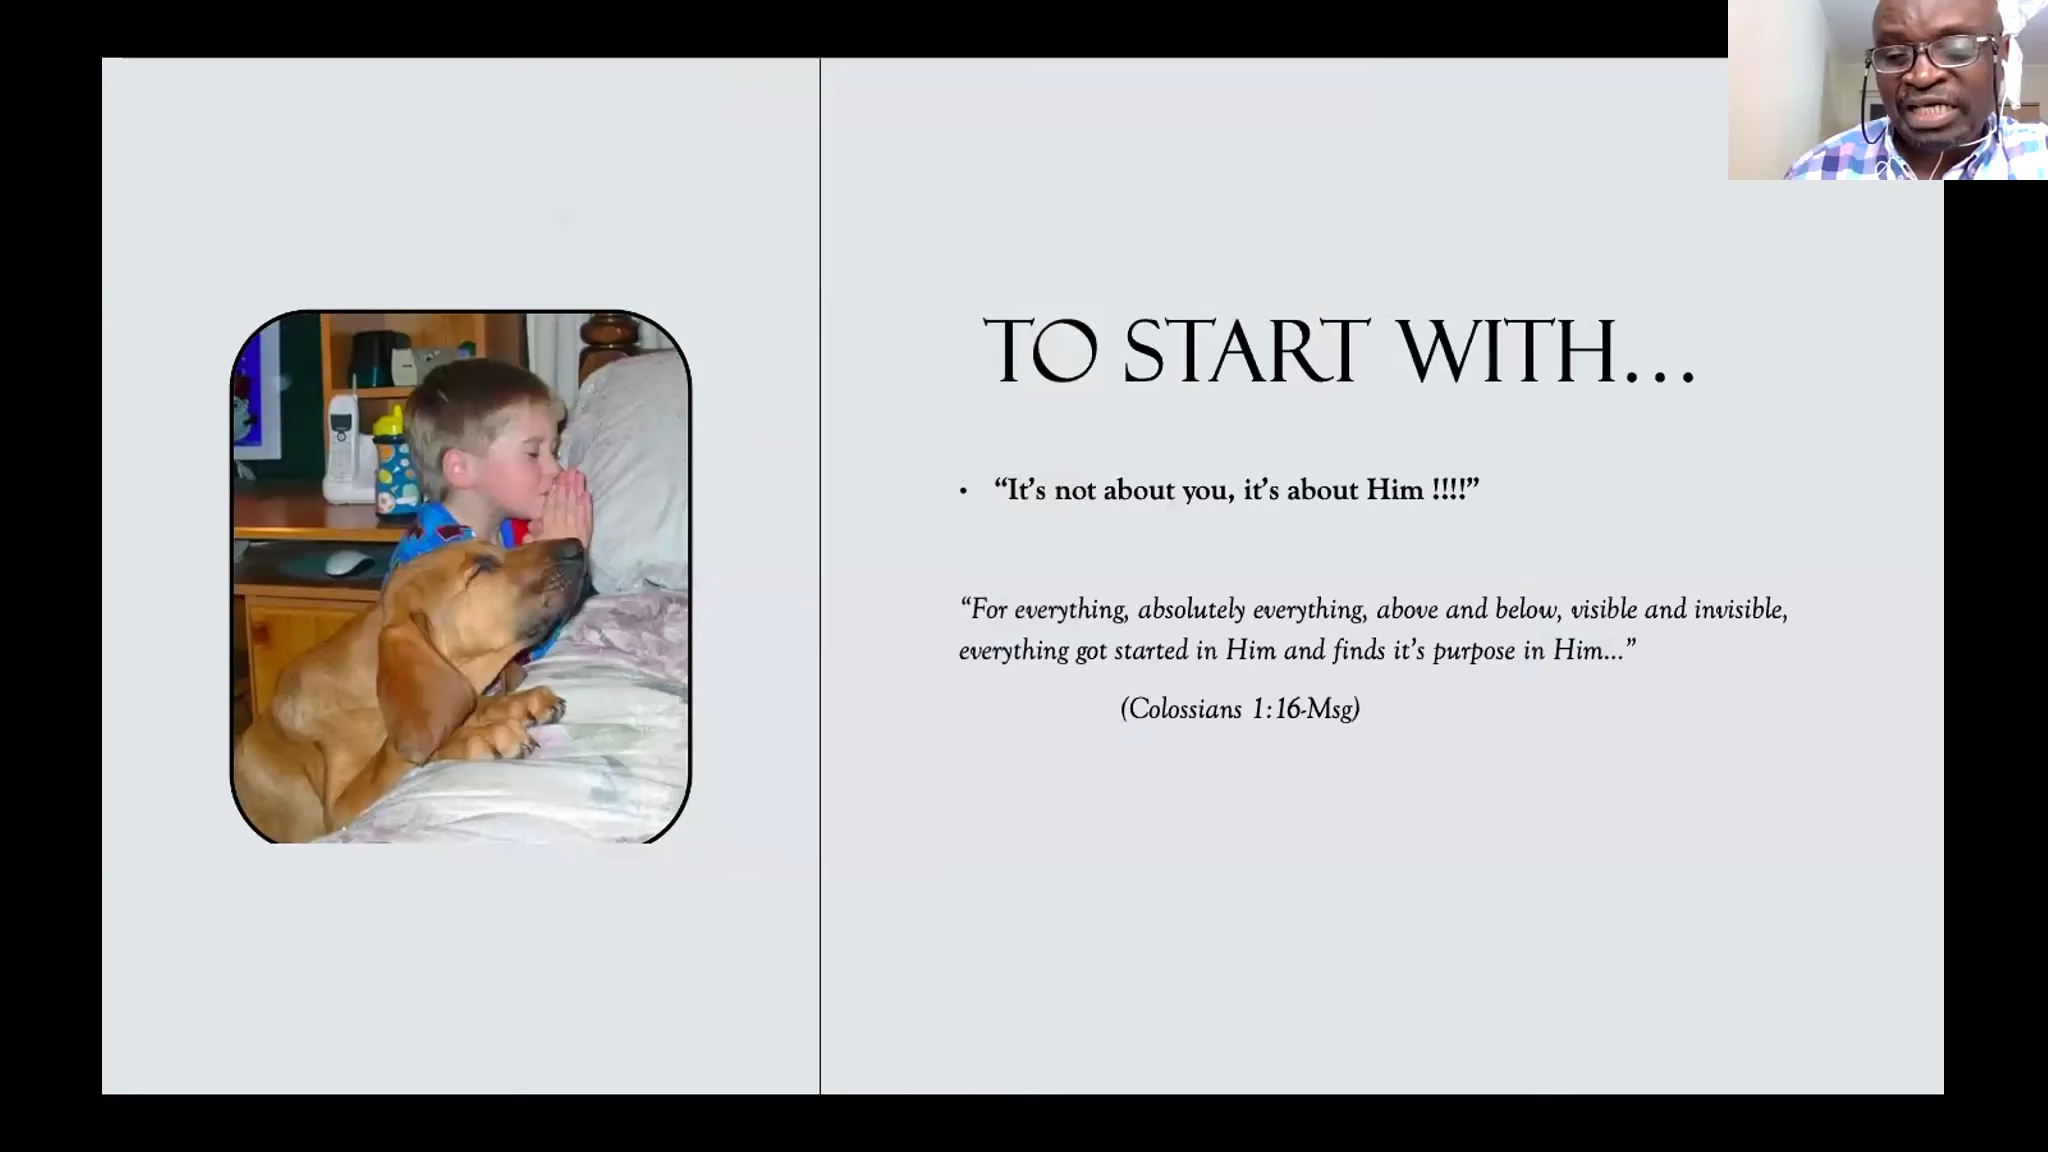 TO START WITH...
• “It’s not about you, it’s about Him !!!!”
“For everything, absolutely everything, above and below, visible and invisible,
everything got started in Him and finds it’s purpose in Him...”
(Colossians 1:16-Msg)